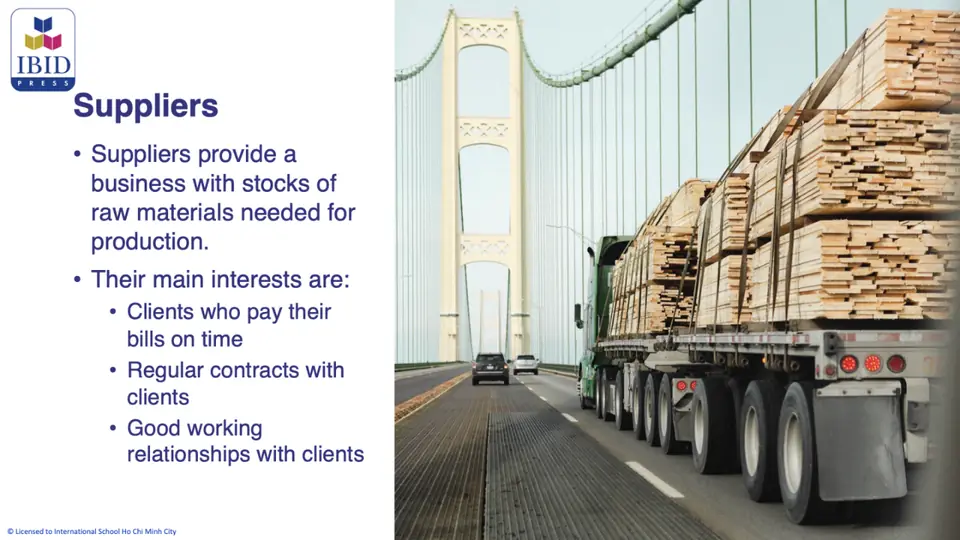 IBID
PRESS
Suppliers
• Suppliers provide a
business with stocks of
raw materials needed for
production.
• Their main interests are:
• Clients who pay their
bills on time
• Regular contracts with
clients
• Good working
relationships with clients
© Licensed to International School Ho Chi Minh City